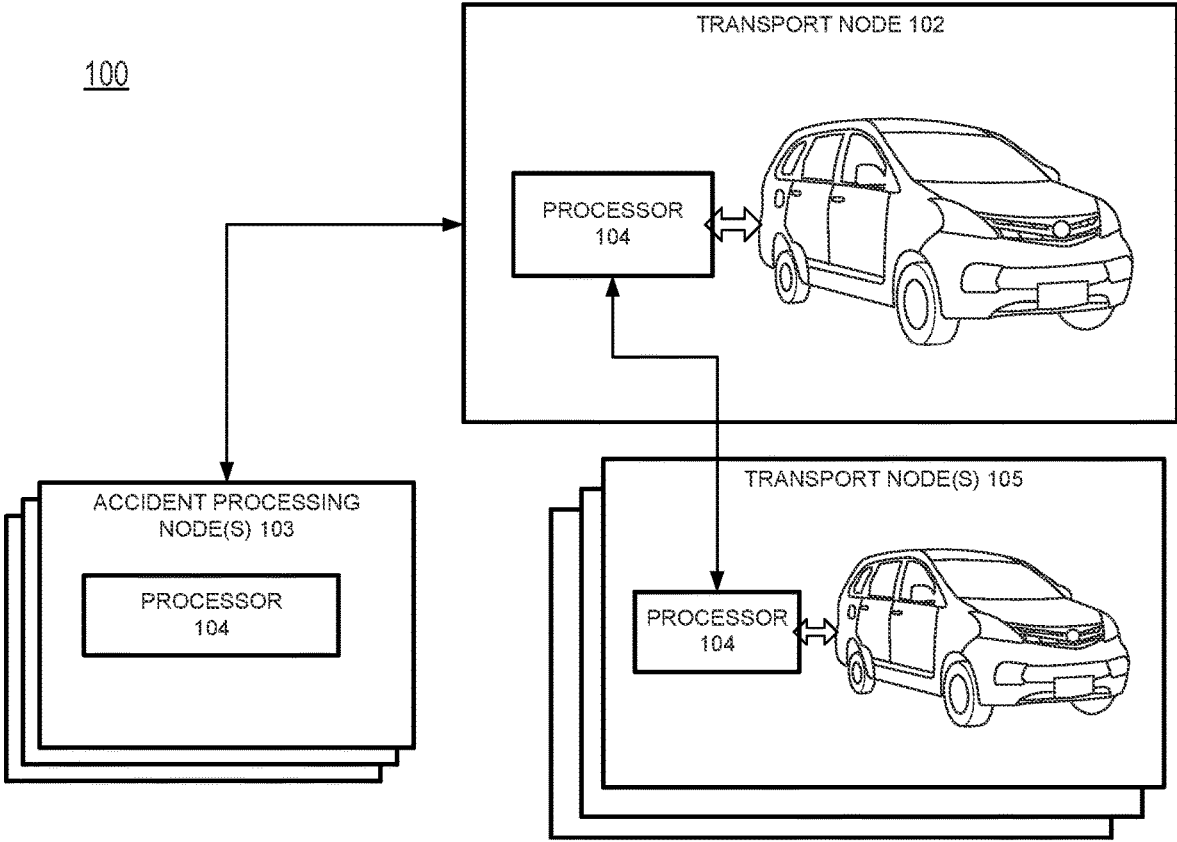 100
TRANSPORT NODE 102
PROCESSOR
104
ACCIDENT PROCESSING
NODE(S) 103
PROCESSOR
104
TRANSPORT NODE(S) 105
PROCESSOR
104